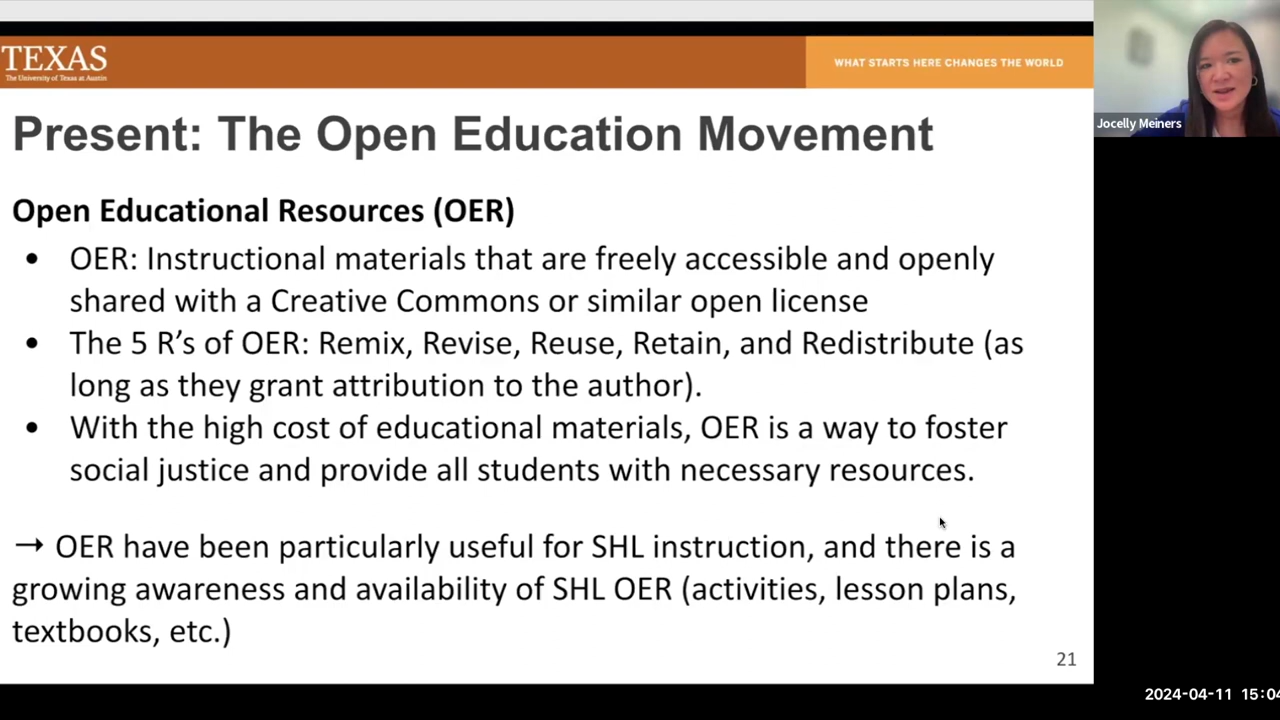 TEXAS
The University of Texas at Austin
WHAT STARTS HERE CHANGES THE WORLD
Jocelly Meiners
Present: The Open Education Movement
Open Educational Resources (OER)
• OER: Instructional materials that are freely accessible and openly
shared with a Creative Commons or similar open license
• The 5 R’s of OER: Remix, Revise, Reuse, Retain, and Redistribute (as
long as they grant attribution to the author).
• With the high cost of educational materials, OER is a way to foster
social justice and provide all students with necessary resources.
→ OER have been particularly useful for SHL instruction, and there is a
growing awareness and availability of SHL OER (activities, lesson plans,
textbooks, etc.)
21
2024-04-11 15:04